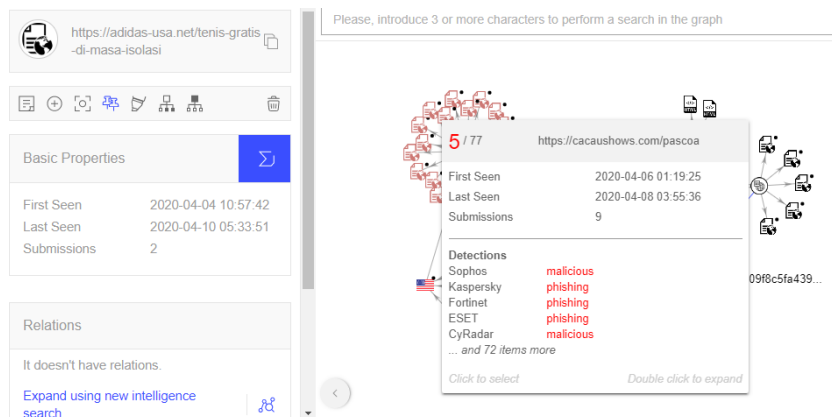 https://adidas-usa.net/tenis-gratis
-di-masa-isolasi
Basic Properties
First Seen 2020-04-04 10:57:42
Last Seen 2020-04-10 05:33:51
Submissions 2
Relations
It doesn't have relations.
Expand using new intelligence
search
Please, introduce 3 or more characters to perform a search in the graph
5 / 77 https://cacaushows.com/pascoa
First Seen 2020-04-06 01:19:25
Last Seen 2020-04-08 03:55:36
Submissions 9
Detections
Sophos malicious
Kaspersky phishing
Fortinet phishing
ESET phishing
CyRadar malicious
... and 72 items more
Click to select Double click to expand
09f8c5fa439...